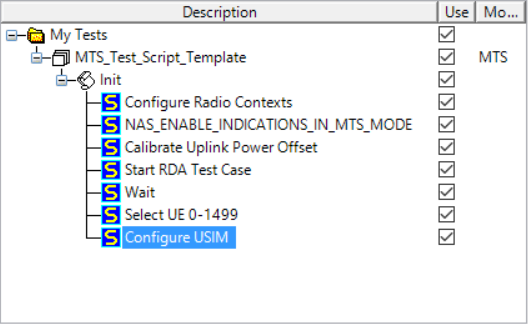 Description Use Mo...
My Tests
MTS_Test_Script_Template MTS
Init
S Configure Radio Contexts
S NAS_ENABLE_INDICATIONS_IN_MTS_MODE
S Calibrate Uplink Power Offset
S Start RDA Test Case
S Wait
S Select UE 0-1499
S Configure USIM